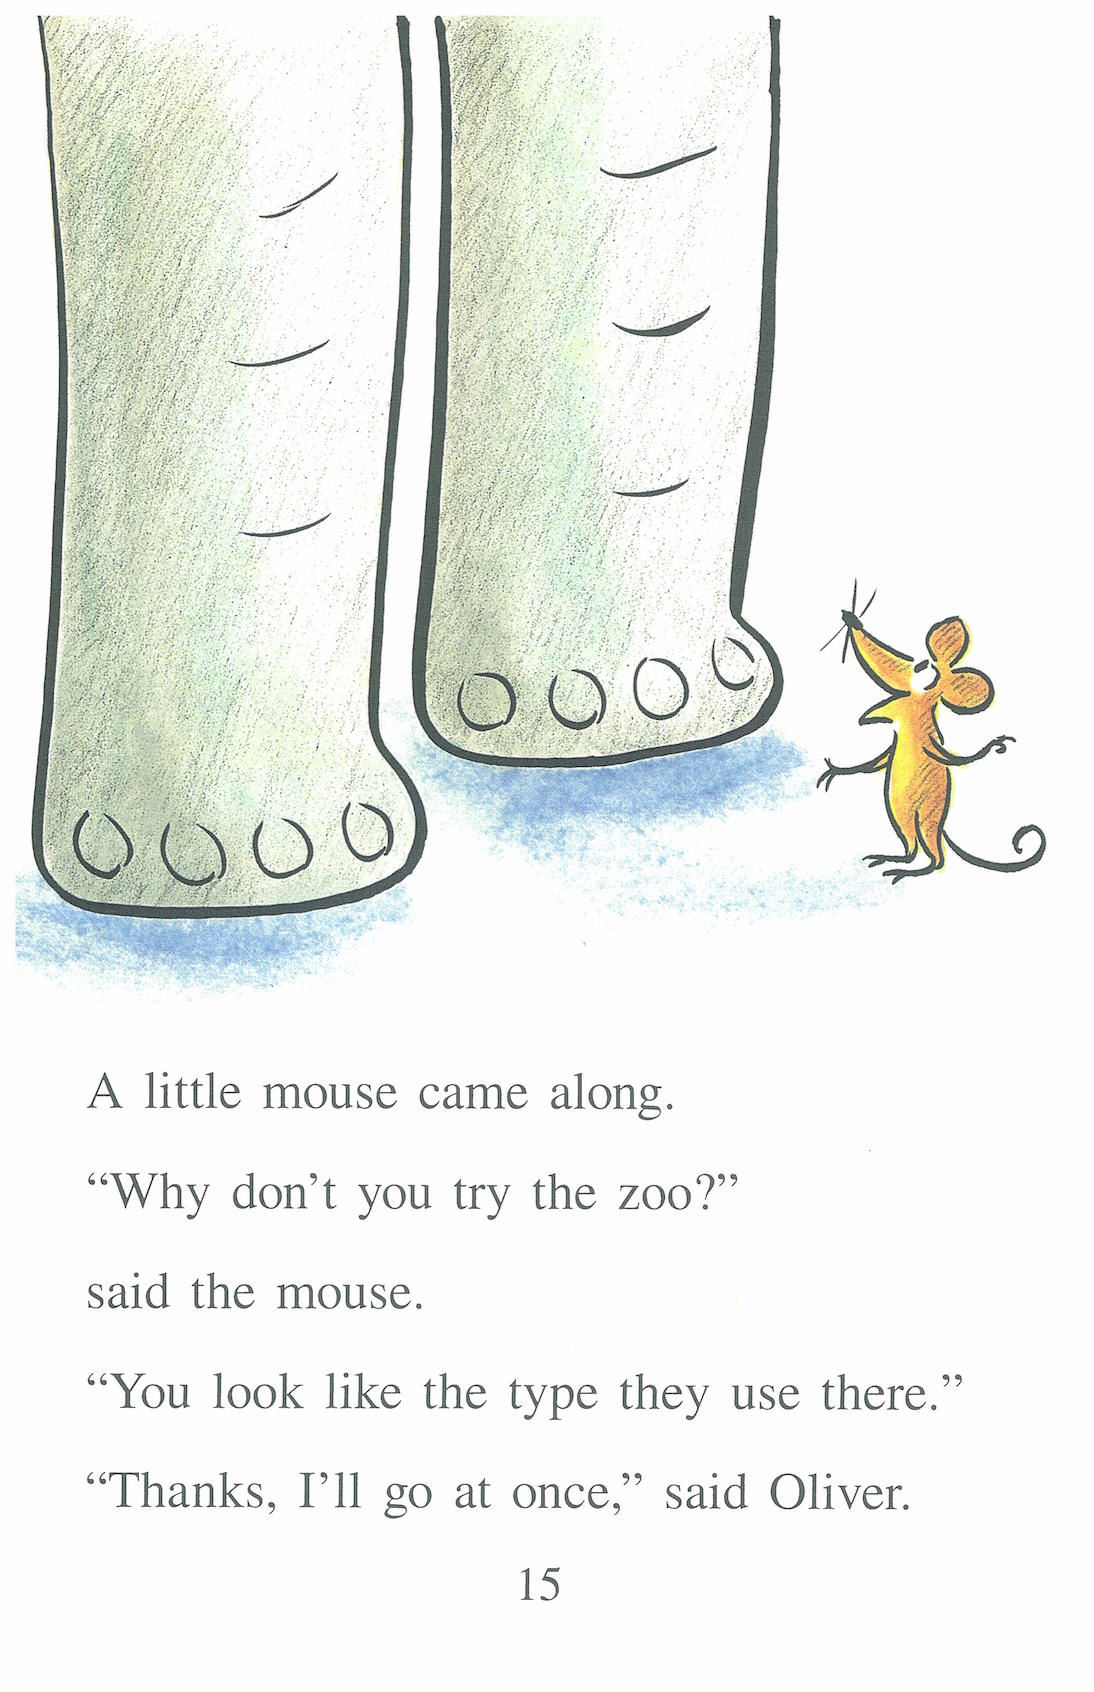 A little mouse came along.
“Why don’t you try the zoo?”
said the mouse.
“You look like the type they use there.”
“Thanks, I’ll go at once,” said Oliver.
15